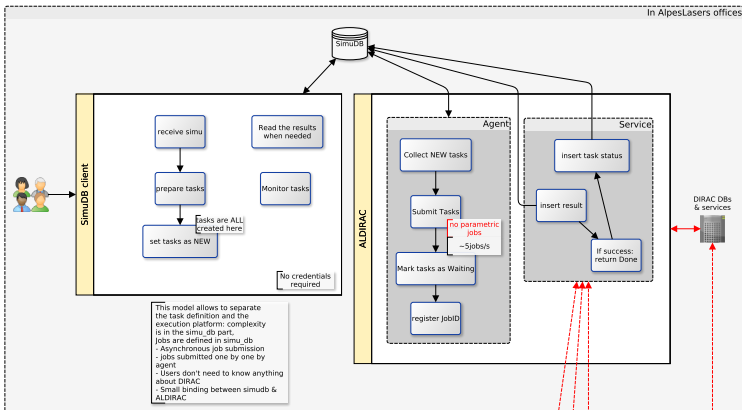 In AlpesLasers offices
SimuDB
SimuDB client
receive simu
Read the results
when needed
prepare tasks
Monitor tasks
tasks are ALL
created here
set tasks as NEW
No credentials
required
ALDIRAC
Agent
Collect NEW tasks
Submit Tasks
no parametric
jobs
~5jobs/s
Mark tasks as Waiting
register JobID
Service
insert task status
insert result
If success:
return Done
DIRAC DBs
& services
This model allows to separate
the task definition and the
execution platform: complexity
is in the simu_db part,
Jobs are defined in simu_db
- Asynchronous job submission
- jobs submitted one by one by
agent
- Users don't need to know anything
about DIRAC
- Small binding between simudb &
ALDIRAC